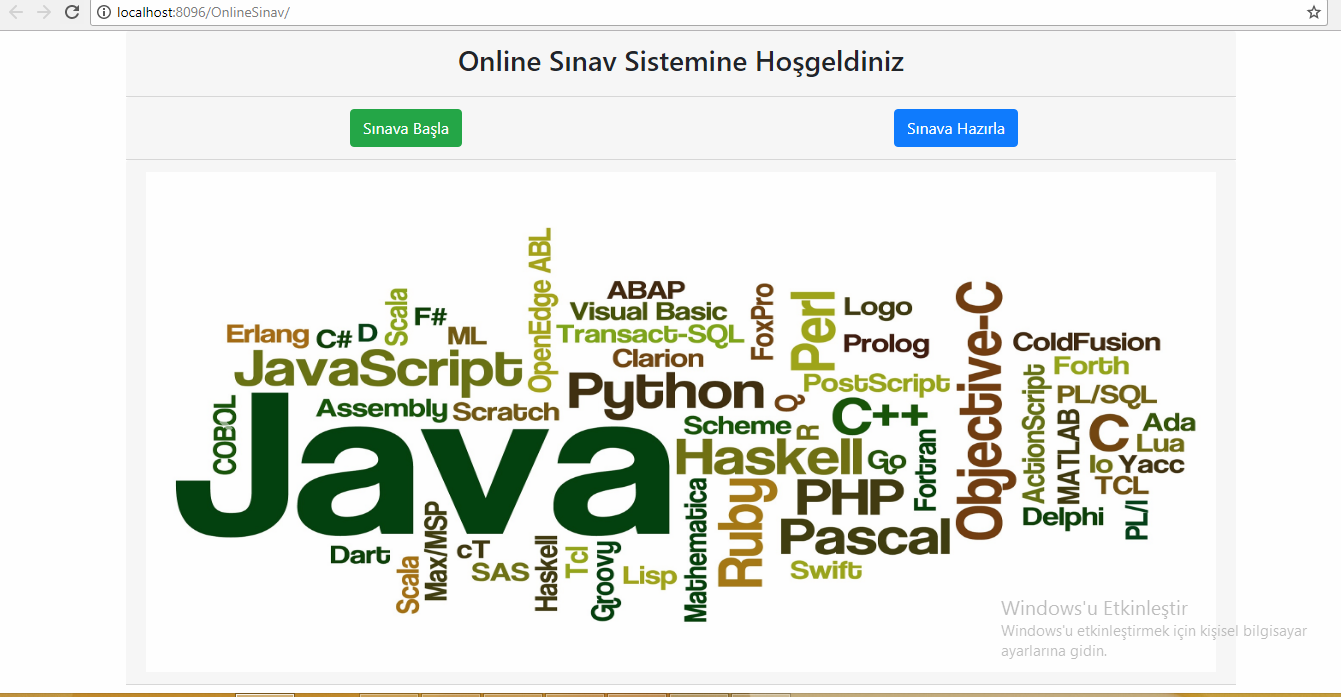 localhost:8096/OnlineSinav/
Online Sınav Sistemine Hoşgeldiniz
Sınava Başla
Sınava Hazırla
OpenEdge ABL
ABAP
Visual Basic
Transact-SQL
Clarion
FoxPro
Perl
Logo
Prolog
PostScript
Objective-C
ColdFusion
Forth
PL/SQL
Erlang
C#
D
Scala
F#
ML
JavaScript
Python
Assembly
Scratch
COBOL
Java
Scheme
Q
R
C++
Haskell
Go
Fortran
ActionScript
MATLAB
C
Ada
Lua
Io
Yacc
TCL
Delphi
PL/I
PHP
Pascal
Swift
Ruby
Mathematica
Dart
Scala
Max/MSP
cT
SAS
Haskell
Tcl
Groovy
Lisp
Windows'u Etkinleştir
Windows'u etkinleştirmek için kişisel bilgisayar
ayarlarına gidin.